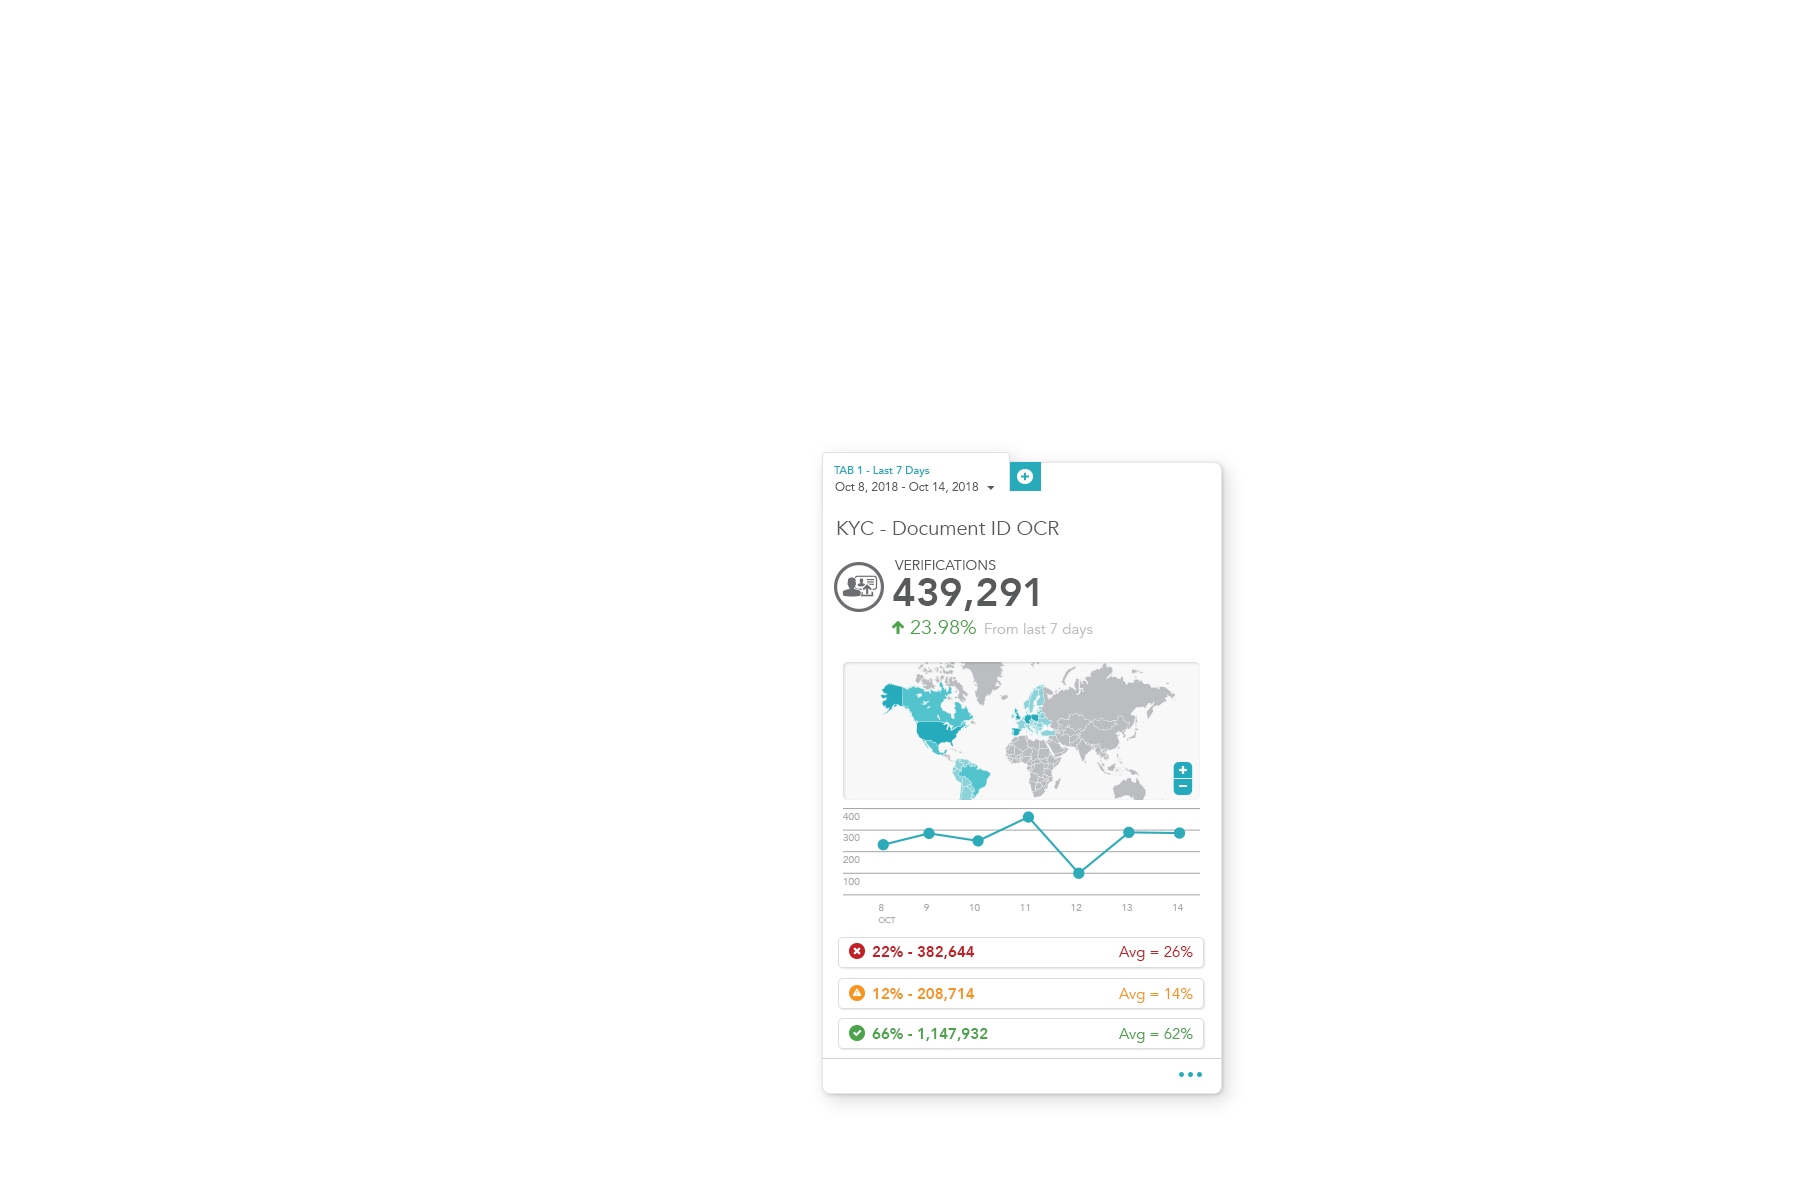 TAB 1 - Last 7 Days
Oct 8, 2018 - Oct 14, 2018
KYC - Document ID OCR
VERIFICATIONS
439,291
23.98% From last 7 days
400
300
200
100
8 9 10 11 12 13 14
OCT
22% - 382,644 Avg = 26%
12% - 208,714 Avg = 14%
66% - 1,147,932 Avg = 62%